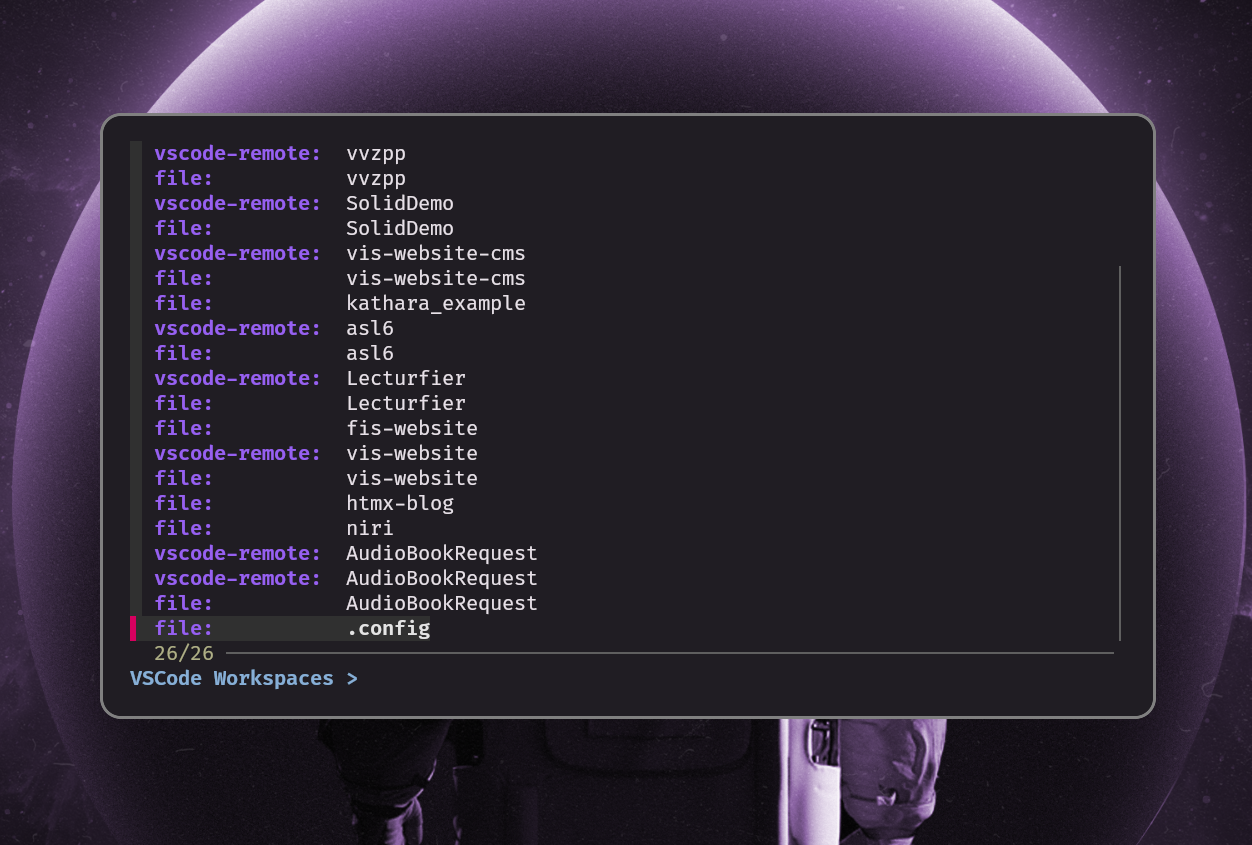 vscode-remote: vvzpp
file: vvzpp
vscode-remote: SolidDemo
file: SolidDemo
vscode-remote: vis-website-cms
file: vis-website-cms
file: kathara_example
vscode-remote: asl6
file: asl6
vscode-remote: Lecturfier
file: Lecturfier
file: fis-website
vscode-remote: vis-website
file: vis-website
file: htmx-blog
file: niri
vscode-remote: AudioBookRequest
vscode-remote: AudioBookRequest
file: AudioBookRequest
file: .config
26/26
VSCode Workspaces >